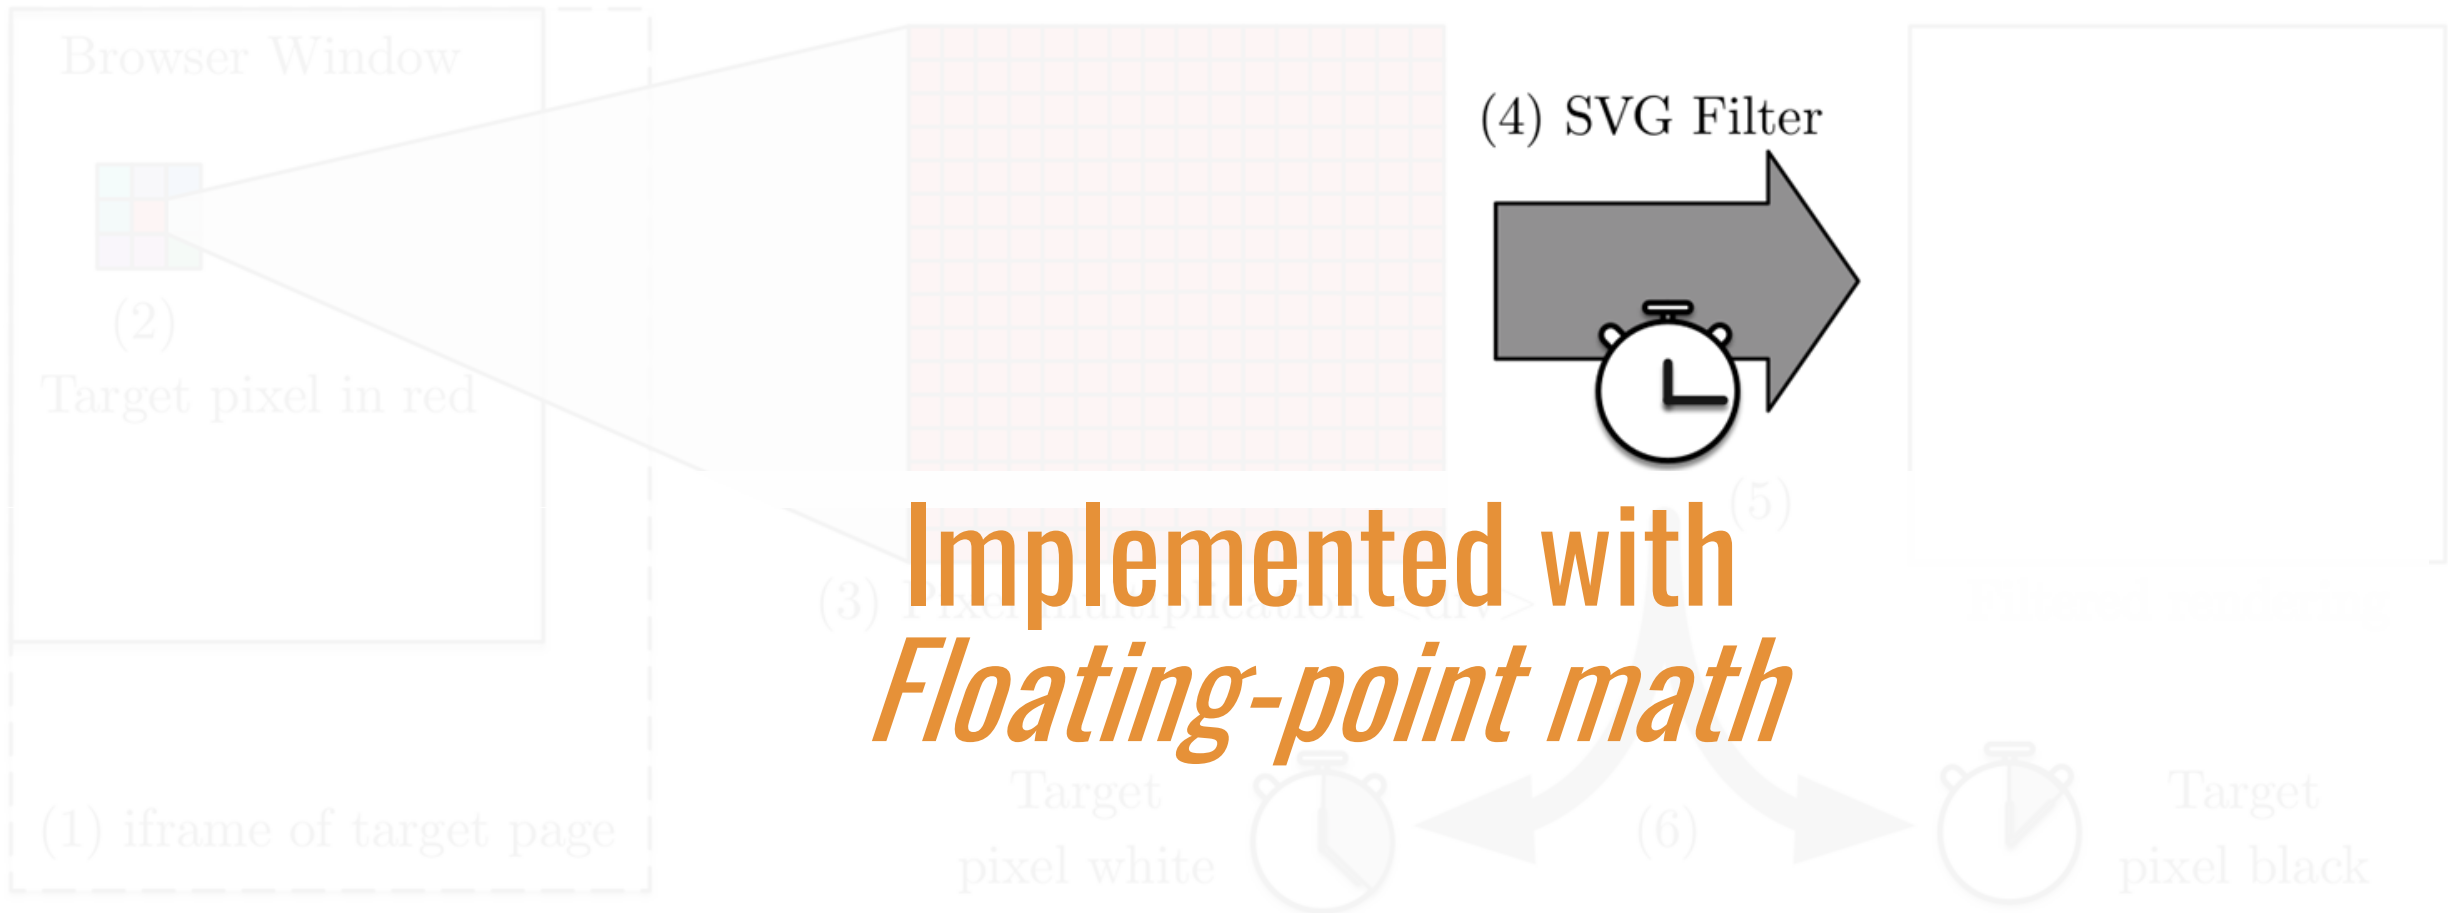 Browser Window
(2)
Target pixel in red
(1) iframe of target page
(4) SVG Filter
(5)
Implemented with
(3) Pixel multiplication <div>
Floating-point math
Target
pixel white
(6)
Target
pixel black